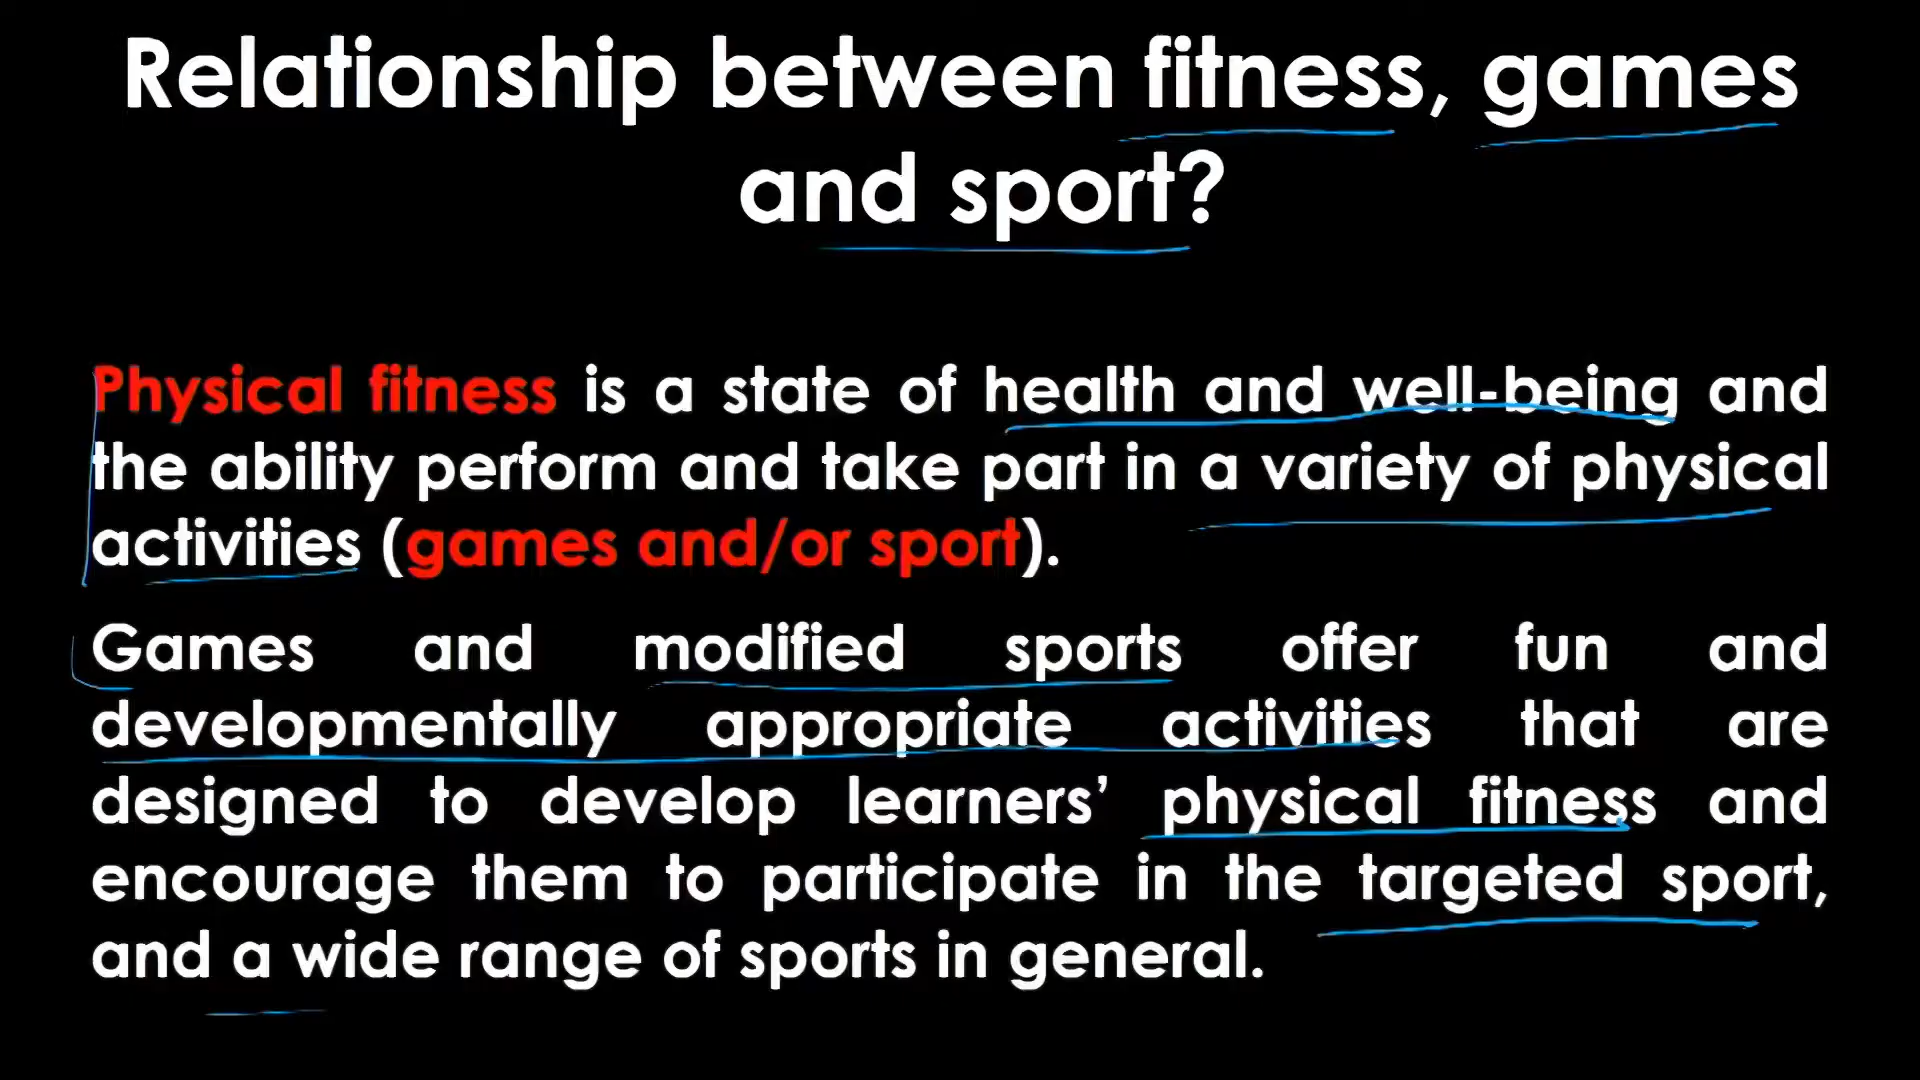 Relationship between fitness, games
and sport?
Physical fitness is a state of health and well-being and
the ability perform and take part in a variety of physical
activities (games and/or sport).
Games and modified sports offer fun and
developmentally appropriate activities that are
designed to develop learners’ physical fitness and
encourage them to participate in the targeted sport,
and a wide range of sports in general.